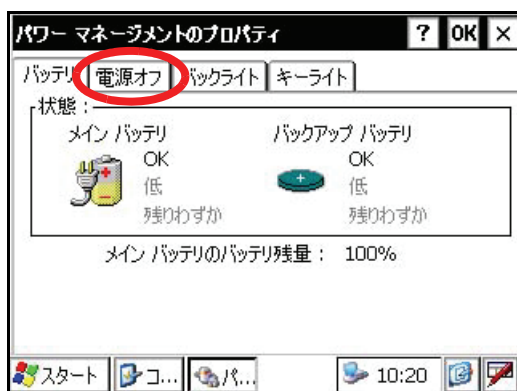 パワー マネージメントのプロパティ ? OK ×
バッテリ 電源オフ バックライト キーライト
状態：
メイン バッテリ バックアップ バッテリ
OK OK
低 低
残りわずか 残りわずか
メイン バッテリのバッテリ残量： 100%
スタート コ... パ... 10:20